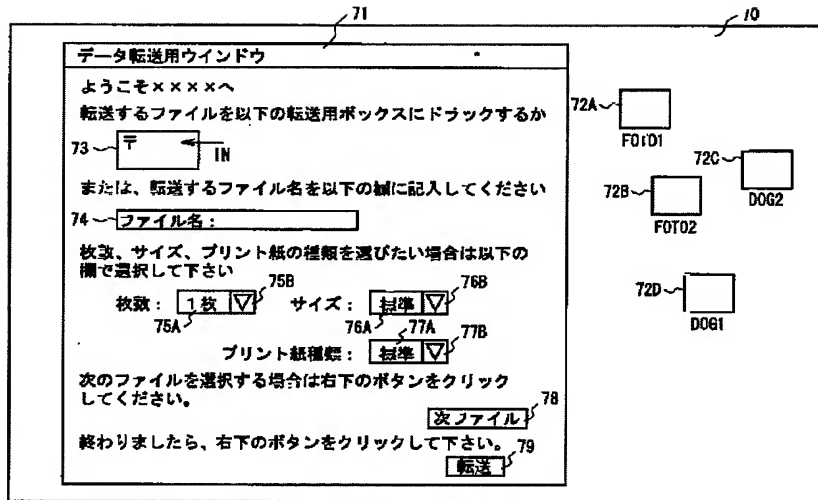 71
70
データ転送用ウインドウ
ようこそ××××へ
転送するファイルを以下の転送用ボックスにドラックするか
73
〒
IN
または、転送するファイル名を以下の欄に記入してください
74
ファイル名：
枚数、サイズ、プリント紙の種類を選びたい場合は以下の
欄で選択して下さい
枚数： 1枚 ▽ 75B サイズ： 標準 ▽ 76B
75A 76A 77A
プリント紙種類： 標準 ▽ 77B
次のファイルを選択する場合は右下のボタンをクリック
してください。
次ファイル 78
終わりましたら、右下のボタンをクリックして下さい。
転送 79
72A
FOTO1
72C
DOG2
72B
FOTO2
72D
DOG1